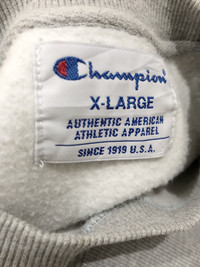 Champion
X-LARGE
AUTHENTIC AMERICAN
ATHLETIC APPAREL
SINCE 1919 U.S.A.